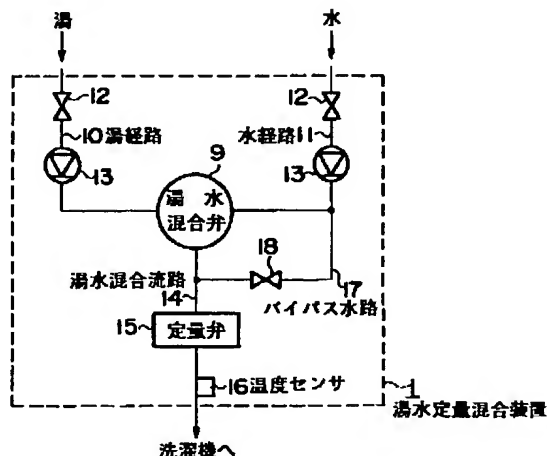 湯
水
12
12
10湯経路
水経路11
13
9
13
湯 水
混合弁
18
湯水混合流路
14
17
バイパス水路
15
定量弁
16温度センサ
1
湯水定量混合装置
洗濯機へ